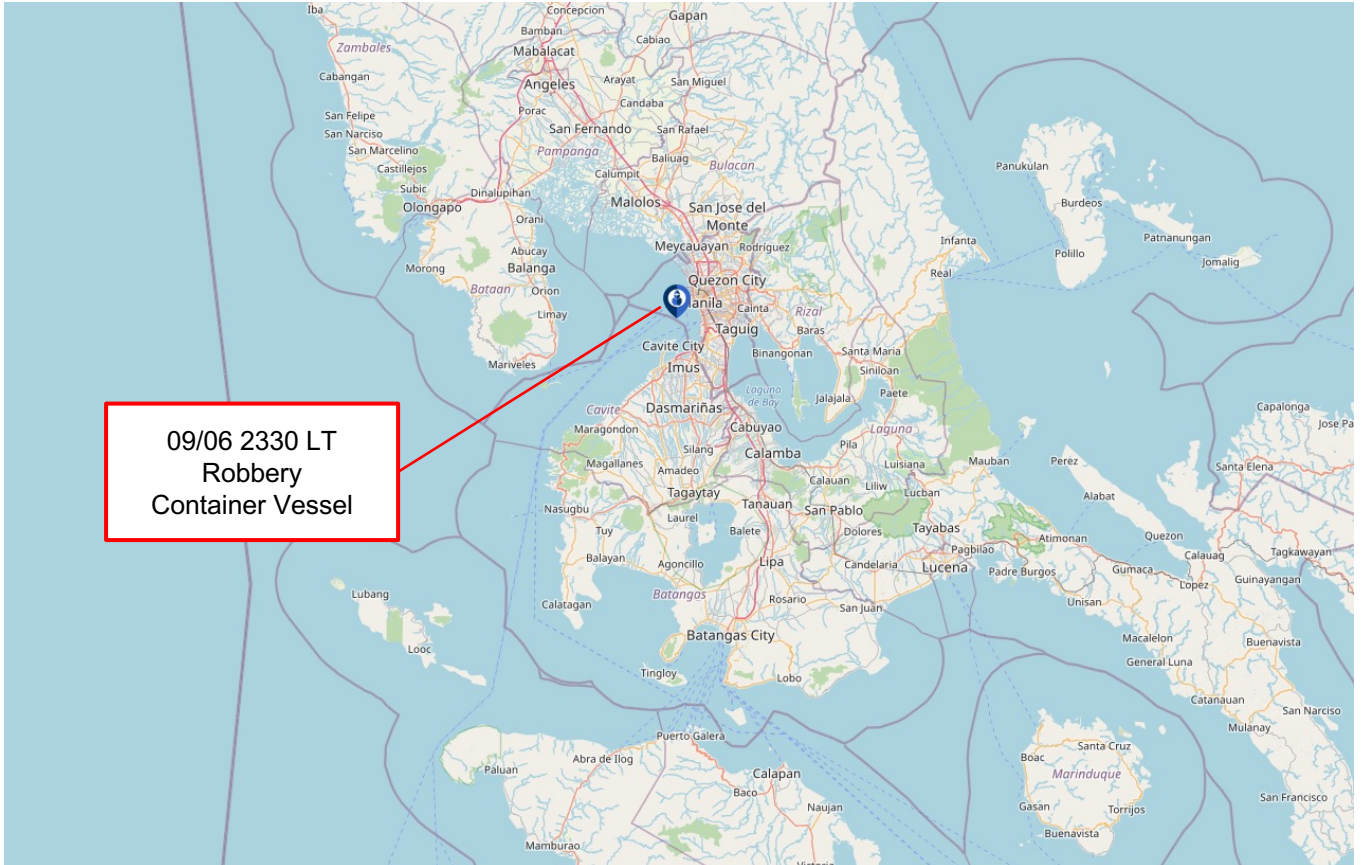 Iba
Concepcion
Gapan
Bamban
Cabiao
Zambales
Mabalacat
Cabangan
Angeles
Arayat
San Miguel
Candaba
Porac
San Felipe
San Fernando
San Rafael
San Narciso
San Marcelino
Pampanga
Baliuag
Bulacan
Castillejos
Calumpit
Panukulan
Subic
Dinalupihan
Malolos
San Jose del
Monte
Olongapo
Orani
Burdeos
Meycauayan
Rodriguez
Infanta
Patnanungan
Abucay
Morong
Balanga
Real
Polillo
Jomalig
Quezon City
Bataan
Orion
Manila
Cainta
Rizal
Limay
Taguig
Baras
Cavite City
Binangonan
Santa Maria
Mariveles
Imus
Siniloan
Laguna
de Bay
Jalajala
Paete
Cavite
Dasmariñas
Capalonga
Maragondon
Cabuyao
Laguna
Jose Pa
09/06 2330 LT
Robbery
Container Vessel
Silang
Calamba
Pila
Magallanes
Amadeo
Luisiana
Mauban
Perez
Santa Elena
Tagaytay
Calauan
Liliw
Lucban
Alabat
Nasugbu
Laurel
Tanauan
San Pablo
Tuy
Balete
Dolores
Tayabas
Atimonan
Quezon
Balayan
Agoncillo
Lipa
Candelaria
Pagbilao
Calauag
Tagkawayan
Lucena
Padre Burgos
Gumaca
Lopez
Guinayangan
Lubang
Calatagan
Batangas
Rosario
San Juan
Unisan
Batangas City
Macalelon
Buenavista
Looc
General Luna
Tingloy
Lobo
Catanauan
San Narciso
Mulanay
Puerto Galera
Santa Cruz
Abra de Ilog
Boac
Paluan
Calapan
Marinduque
Baco
San Francisco
Naujan
Gasan
Torrijos
Buenavista
Mamburao
Victoria